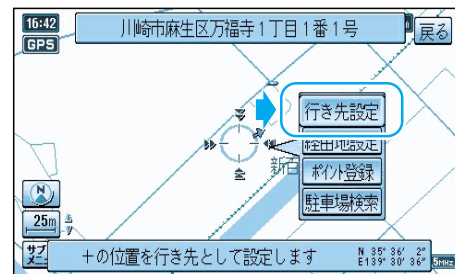 16:42
GPS
川崎市麻生区万福寺1丁目1番1号
戻る
行き先設定
経由地設定
新百
ポイント登録
駐車場検索
N
25m
サブ
メニュー
+の位置を行き先として設定します
N 35°36′ 2″
E139°30′36″
5MHz